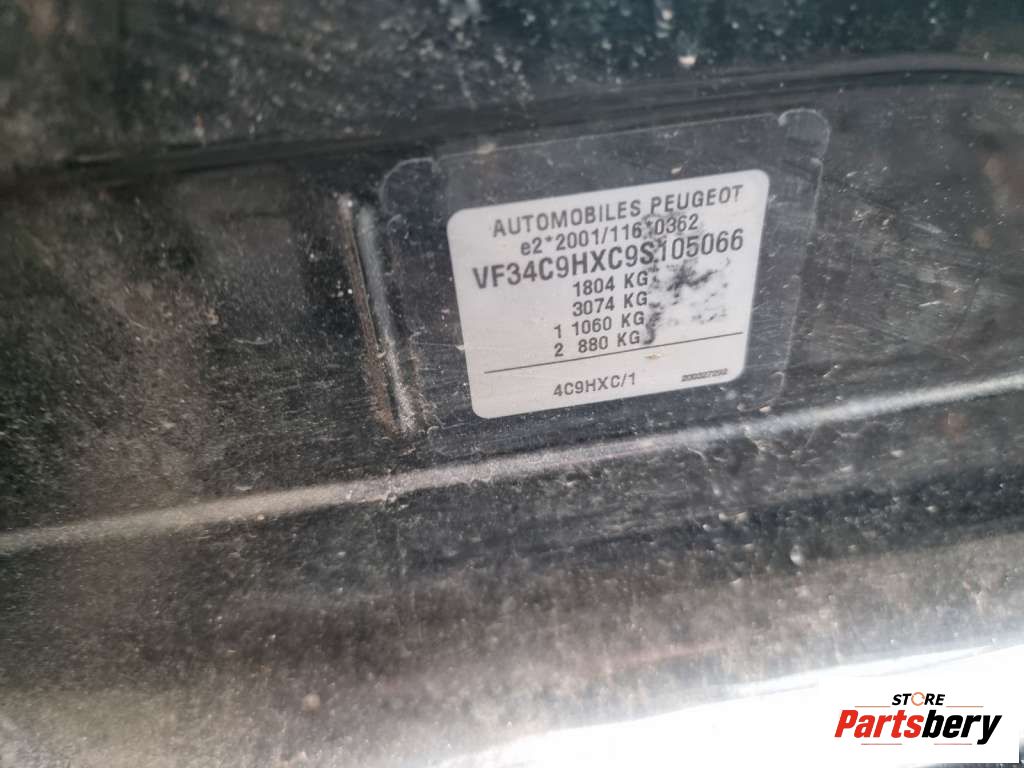 AUTOMOBILES PEUGEOT
e2*2001/116*0362
VF34C9HXC9S105066
1804 KG
3074 KG
1 1060 KG
2 880 KG
4C9HXC/1
STORE
Partsbery